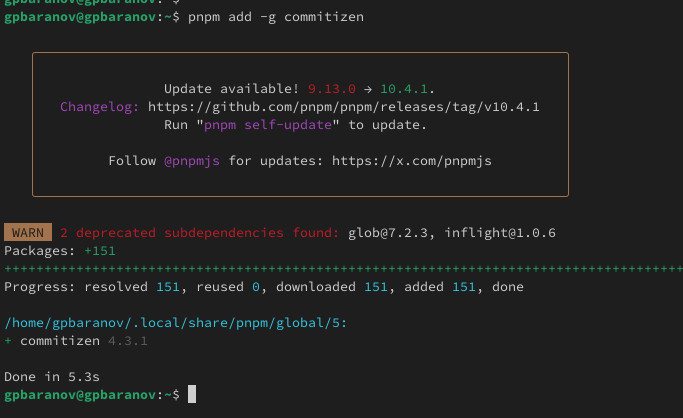 gpbaranov@gpbaranov:~$
gpbaranov@gpbaranov:~$ pnpm add -g commitizen
Update available! 9.13.0 → 10.4.1.
Changelog: https://github.com/pnpm/pnpm/releases/tag/v10.4.1
Run "pnpm self-update" to update.
Follow @pnpmjs for updates: https://x.com/pnpmjs
WARN 2 deprecated subdependencies found: glob@7.2.3, inflight@1.0.6
Packages: +151
+++++++++++++++++++++++++++++++++++++++++++++++++++++++++++++++++++++++++++++++++++++
Progress: resolved 151, reused 0, downloaded 151, added 151, done
/home/gpbaranov/.local/share/pnpm/global/5:
+ commitizen 4.3.1
Done in 5.3s
gpbaranov@gpbaranov:~$